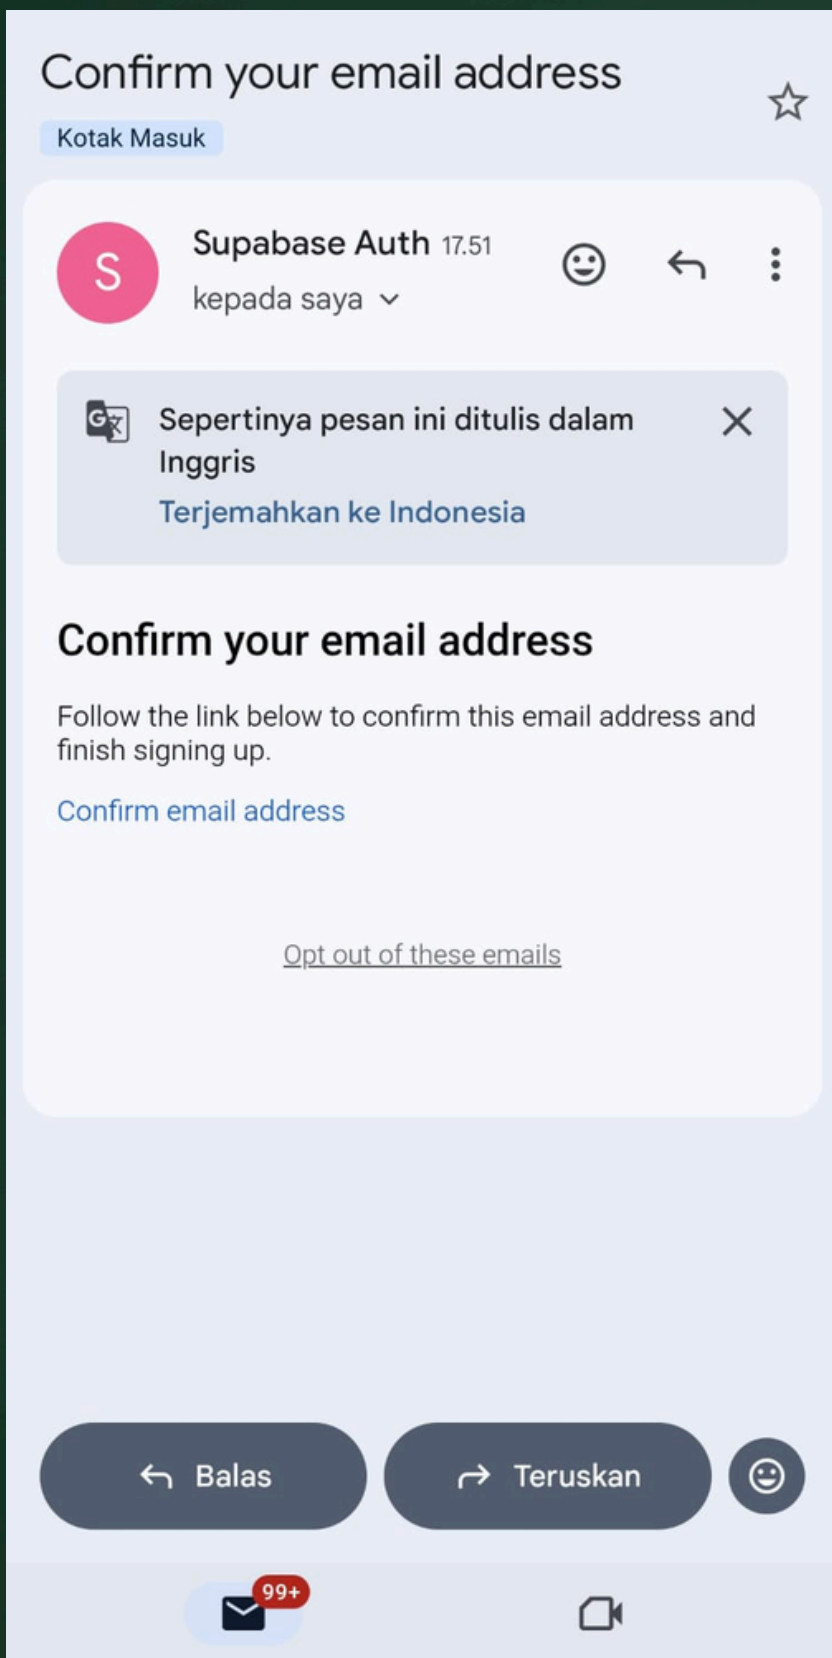 Confirm your email address
Kotak Masuk
S
Supabase Auth 17.51
kepada saya
Sepertinya pesan ini ditulis dalam
Inggris
Terjemahkan ke Indonesia
Confirm your email address
Follow the link below to confirm this email address and
finish signing up.
Confirm email address
Opt out of these emails
Balas
Teruskan
99+